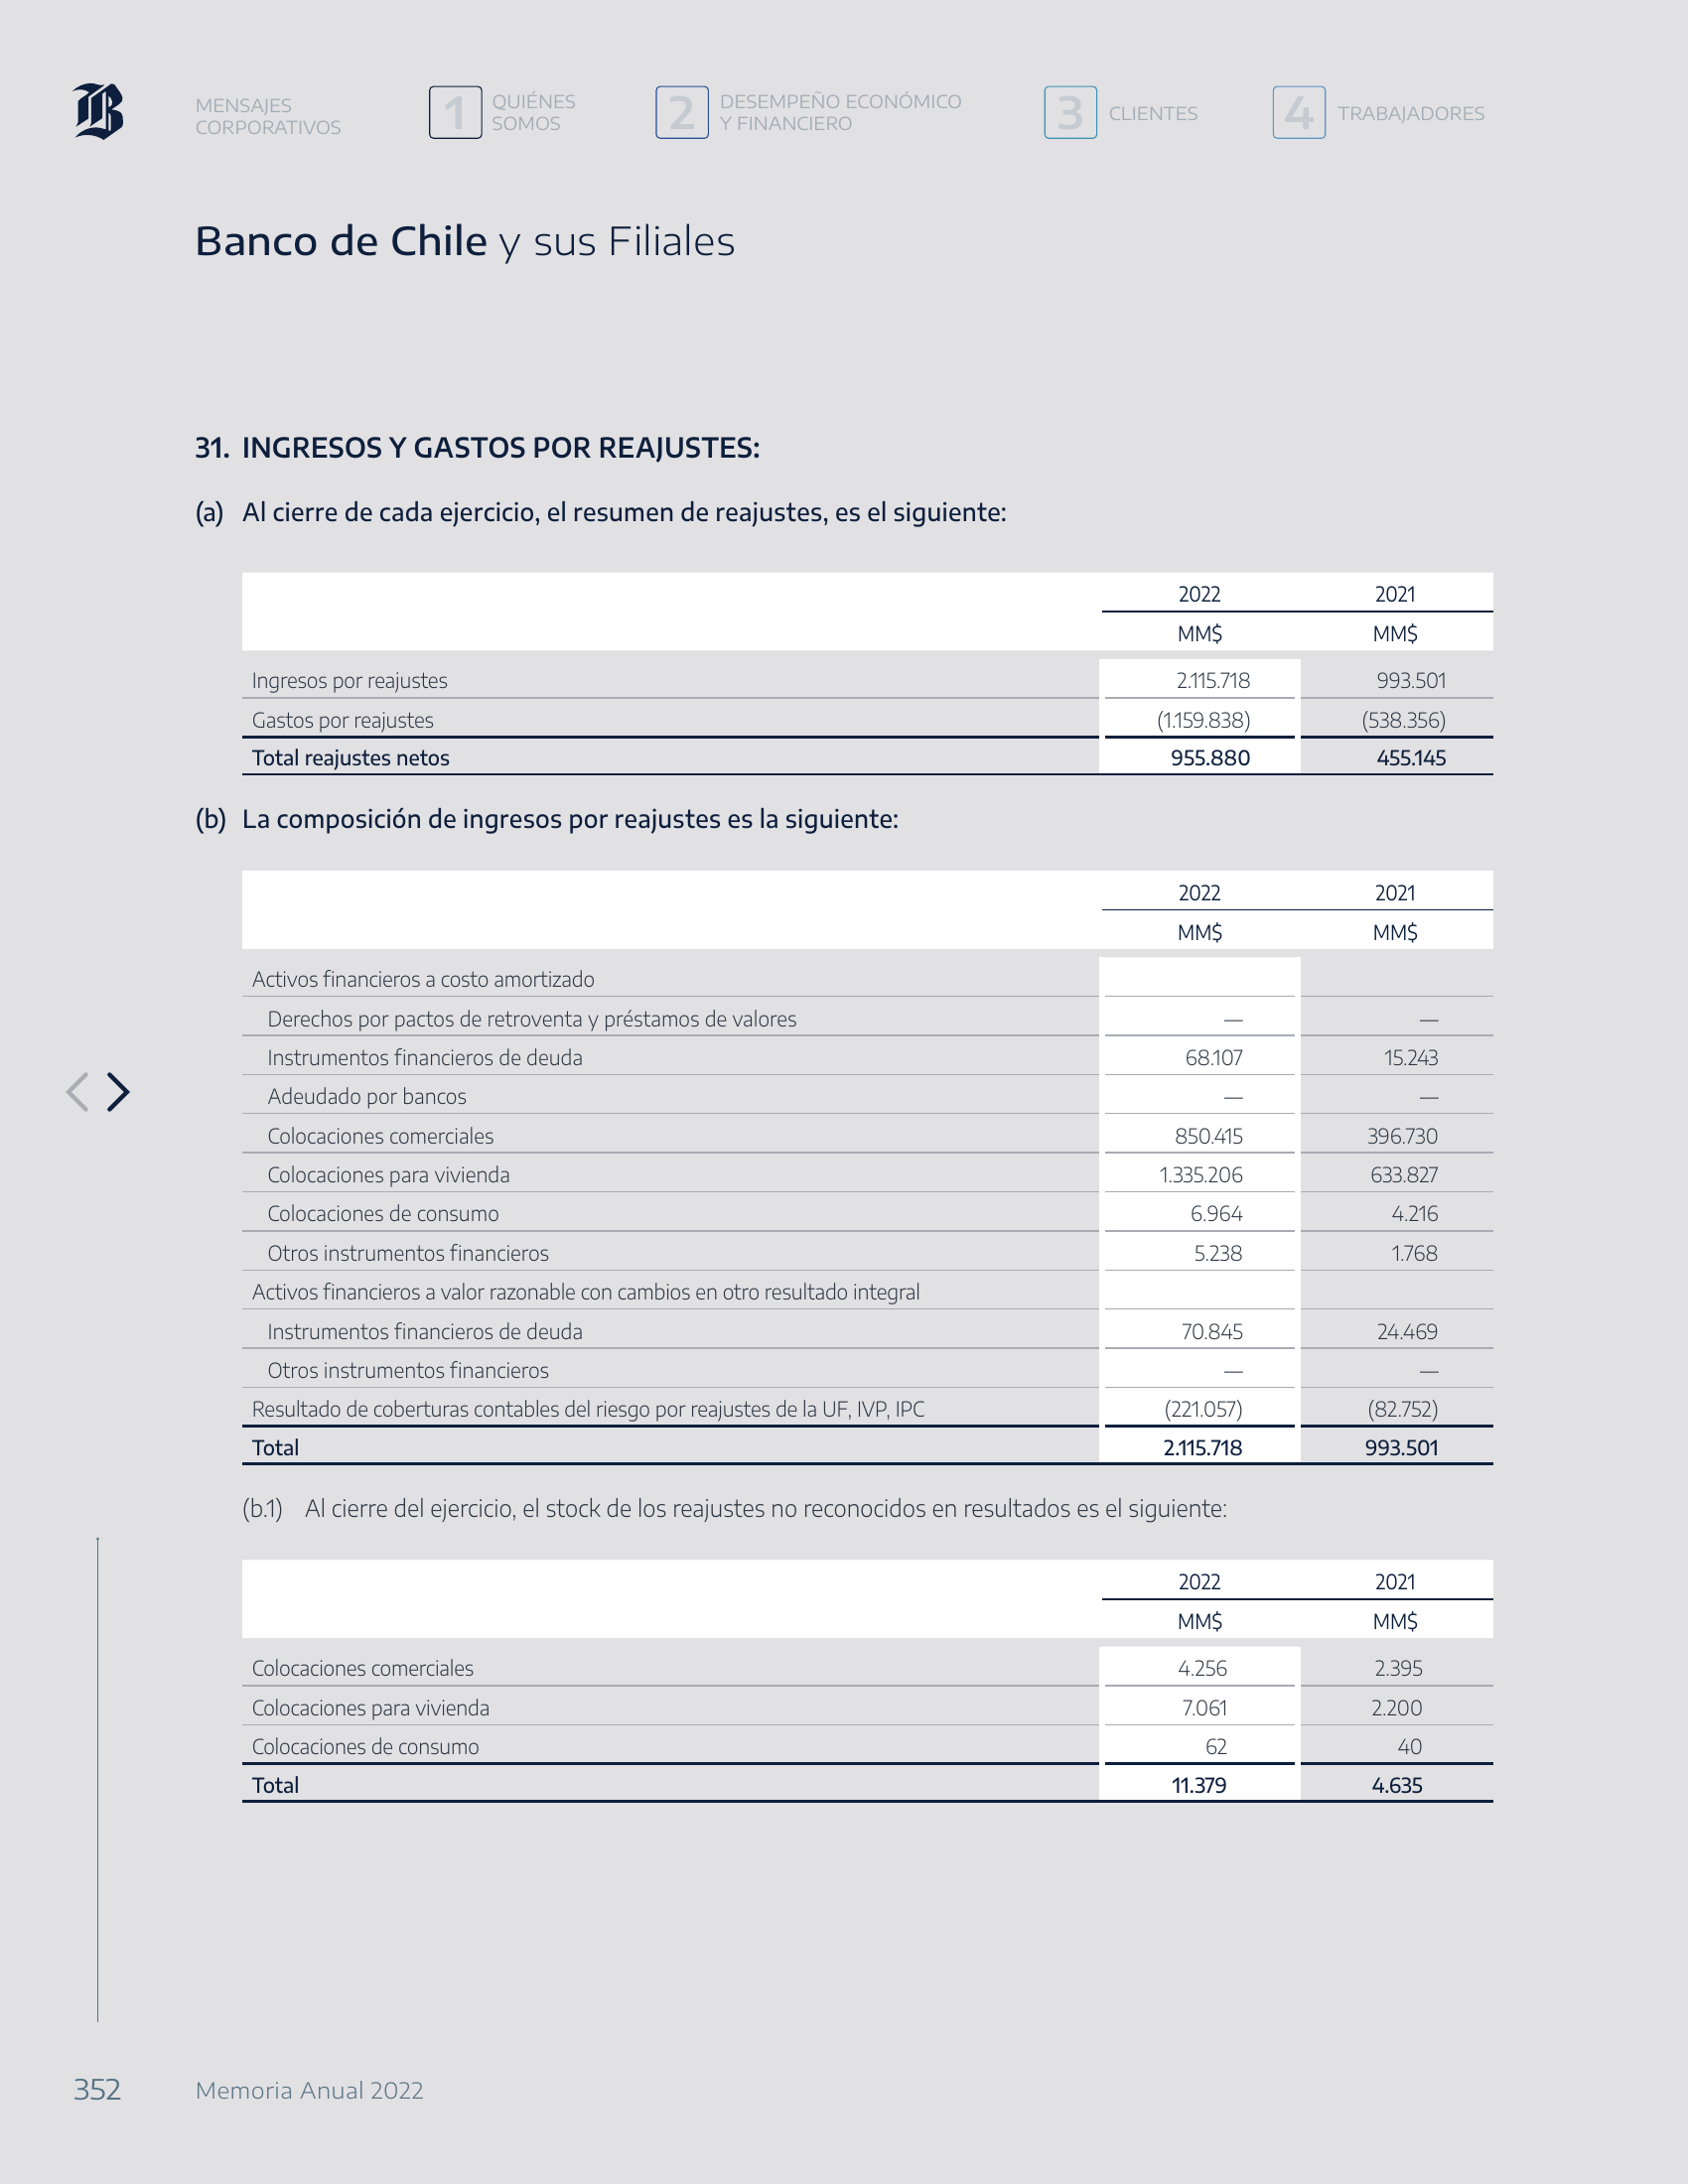 B
MENSAJES
CORPORATIVOS
1 QUIÉNES
SOMOS
2 DESEMPEÑO ECONÓMICO
Y FINANCIERO
3 CLIENTES
4 TRABAJADORES
Banco de Chile y sus Filiales
31. INGRESOS Y GASTOS POR REAJUSTES:
(a) Al cierre de cada ejercicio, el resumen de reajustes, es el siguiente:
2022 2021
MM$ MM$
Ingresos por reajustes 2.115.718 993.501
Gastos por reajustes (1.159.838) (538.356)
Total reajustes netos 955.880 455.145
(b) La composición de ingresos por reajustes es la siguiente:
2022 2021
MM$ MM$
Activos financieros a costo amortizado
Derechos por pactos de retroventa y préstamos de valores — —
Instrumentos financieros de deuda 68.107 15.243
Adeudado por bancos — —
Colocaciones comerciales 850.415 396.730
Colocaciones para vivienda 1.335.206 633.827
Colocaciones de consumo 6.964 4.216
Otros instrumentos financieros 5.238 1.768
Activos financieros a valor razonable con cambios en otro resultado integral
Instrumentos financieros de deuda 70.845 24.469
Otros instrumentos financieros — —
Resultado de coberturas contables del riesgo por reajustes de la UF, IVP, IPC (221.057) (82.752)
Total 2.115.718 993.501
(b.1) Al cierre del ejercicio, el stock de los reajustes no reconocidos en resultados es el siguiente:
2022 2021
MM$ MM$
Colocaciones comerciales 4.256 2.395
Colocaciones para vivienda 7.061 2.200
Colocaciones de consumo 62 40
Total 11.379 4.635
352 Memoria Anual 2022